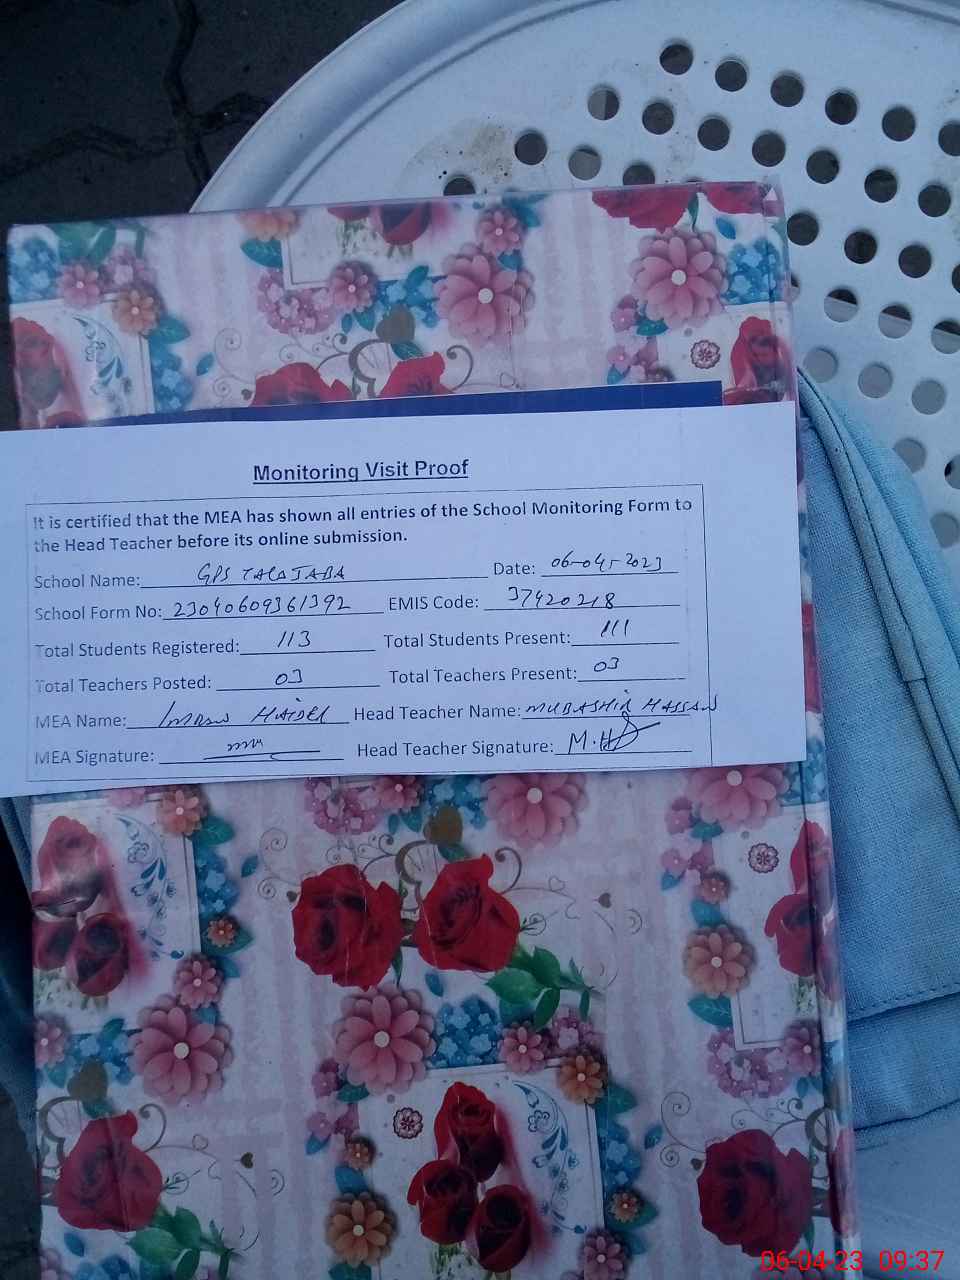 Monitoring Visit Proof
It is certified that the MEA has shown all entries of the School Monitoring Form to
the Head Teacher before its online submission.
School Name: GPS TALA JABA Date: 06-04-2023
School Form No: 23040609361392 EMIS Code: 37420218
Total Students Registered: 113 Total Students Present: 111
Total Teachers Posted: 03 Total Teachers Present: 03
MEA Name: Imran HAIDER Head Teacher Name: MUBASHIR HASSAN
MEA Signature: Head Teacher Signature: M.H
06-04-23 09:37